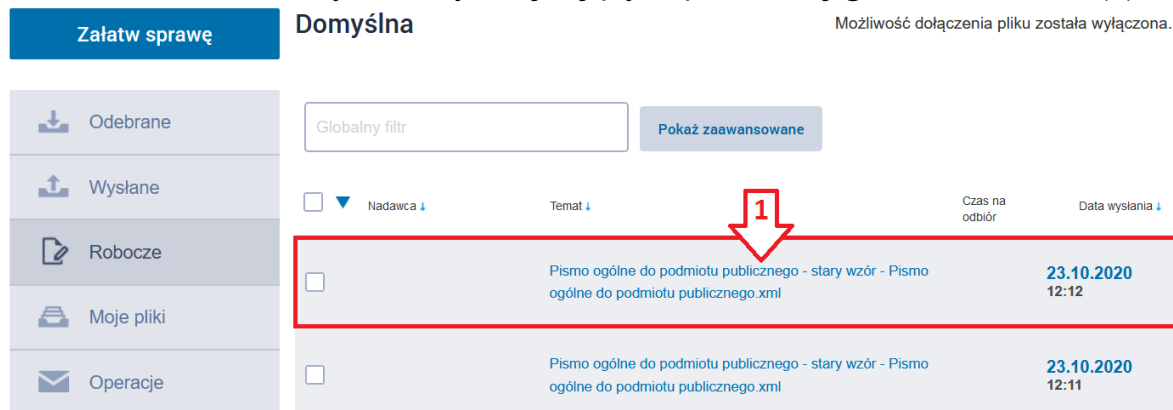 Załatw sprawę
Domyślna
Możliwość dołączenia pliku została wyłączona.
Odebrane
Wysłane
Robocze
Moje pliki
Operacje
Globalny filtr
Pokaż zaawansowane
Nadawca ↓
Temat ↓
1
Czas na
odbiór
Data wysłania ↓
Pismo ogólne do podmiotu publicznego - stary wzór - Pismo
ogólne do podmiotu publicznego.xml
23.10.2020
12:12
Pismo ogólne do podmiotu publicznego - stary wzór - Pismo
ogólne do podmiotu publicznego.xml
23.10.2020
12:11